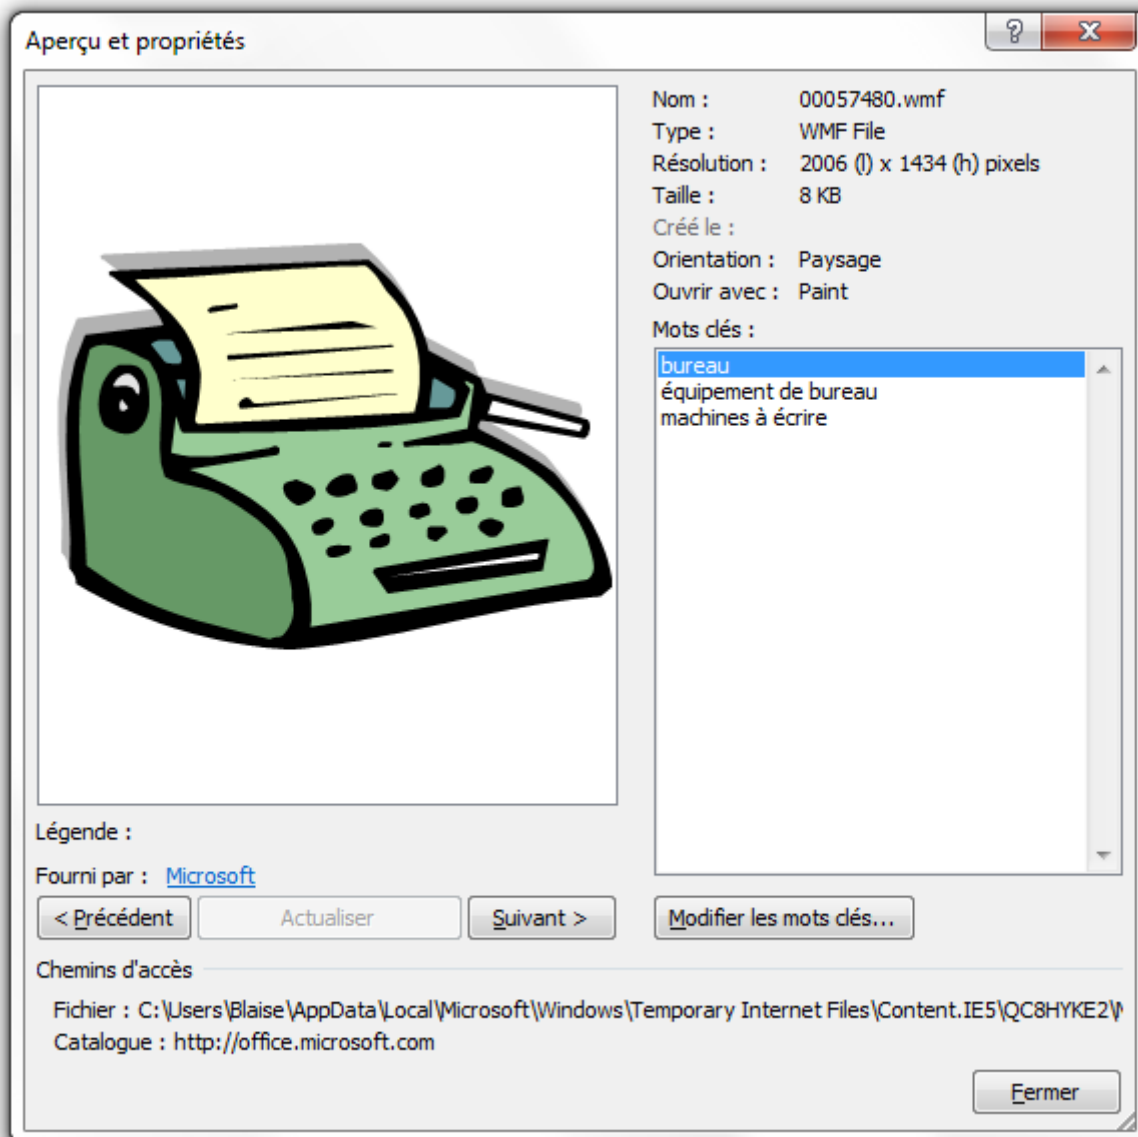 Aperçu et propriétés
Nom : 00057480.wmf
Type : WMF File
Résolution : 2006 (l) x 1434 (h) pixels
Taille : 8 KB
Créé le :
Orientation : Paysage
Ouvrir avec : Paint
Mots clés :
bureau
équipement de bureau
machines à écrire
Légende :
Fourni par : Microsoft
< Précédent Actualiser Suivant > Modifier les mots clés...
Chemins d'accès
Fichier : C:\Users\Blaise\AppData\Local\Microsoft\Windows\Temporary Internet Files\Content.IE5\QC8HYKE2\
Catalogue : http://office.microsoft.com
Fermer